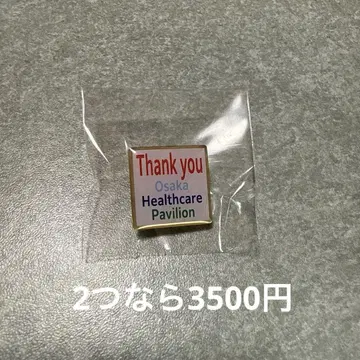 Thank you
Osaka
Healthcare
Pavilion
2つなら3500円